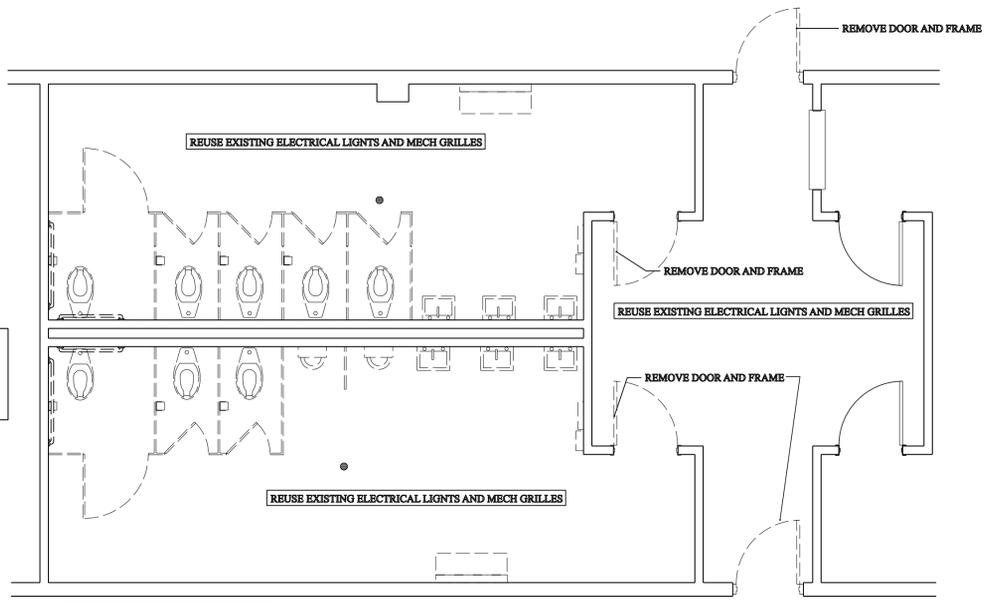 REMOVE DOOR AND FRAME
REUSE EXISTING ELECTRICAL LIGNTS AND MECH GRILLES
REMOVE DOOR AND FRAME
REUSE EXISTING ELECTRICAL LIGNTS AND MECH GRILLES
REMOVE DOOR AND FRAME
REUSE EXISTING ELECTRICAL LIGNTS AND MECH GRILLES